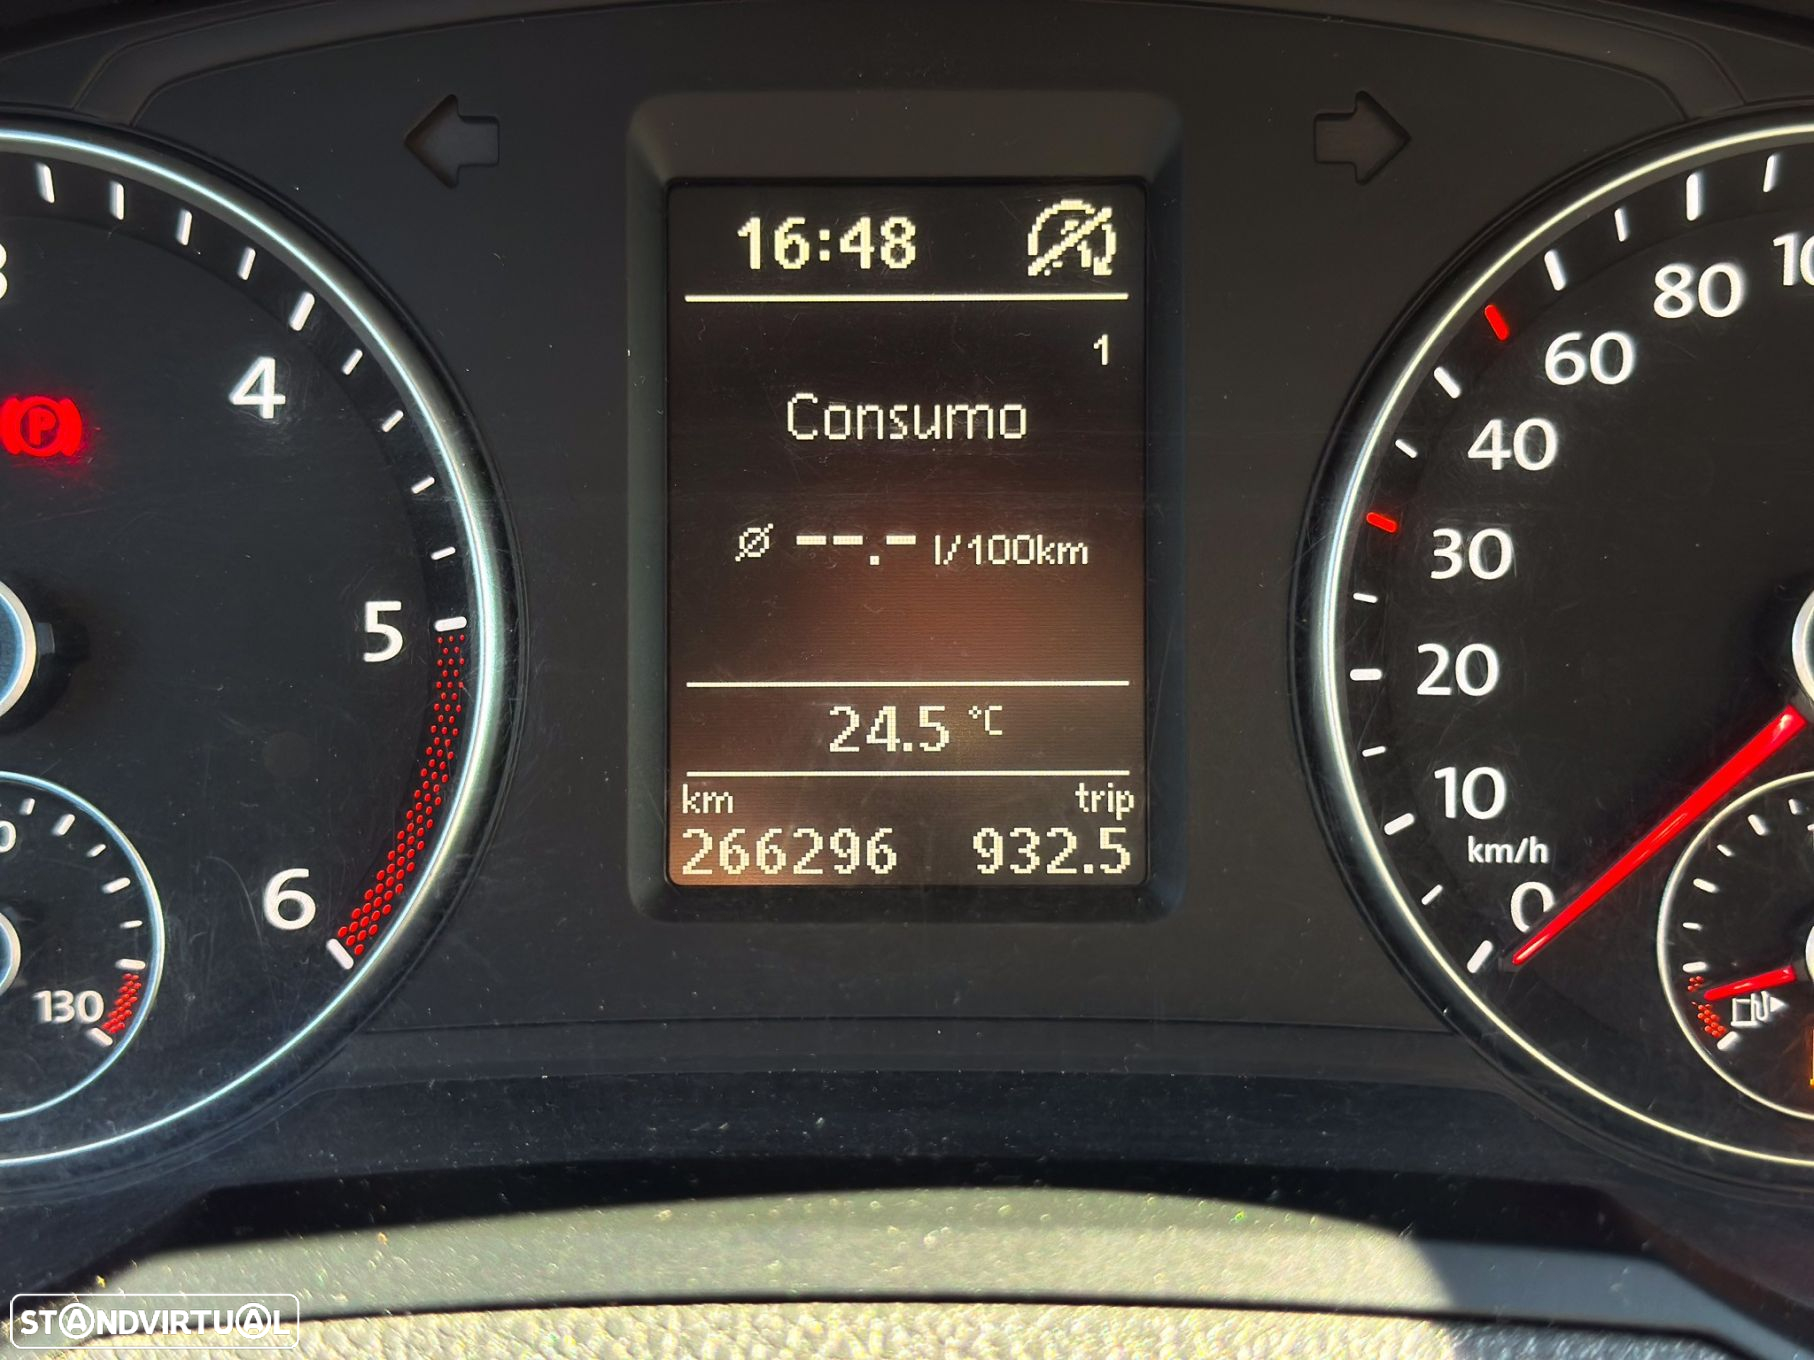 16:48
1
Consumo
ø --.- l/100km
24.5 °C
km trip
266296 932.5
4
5
6
130
P
80
60
40
30
20
10
km/h
0
STANDVIRTUAL